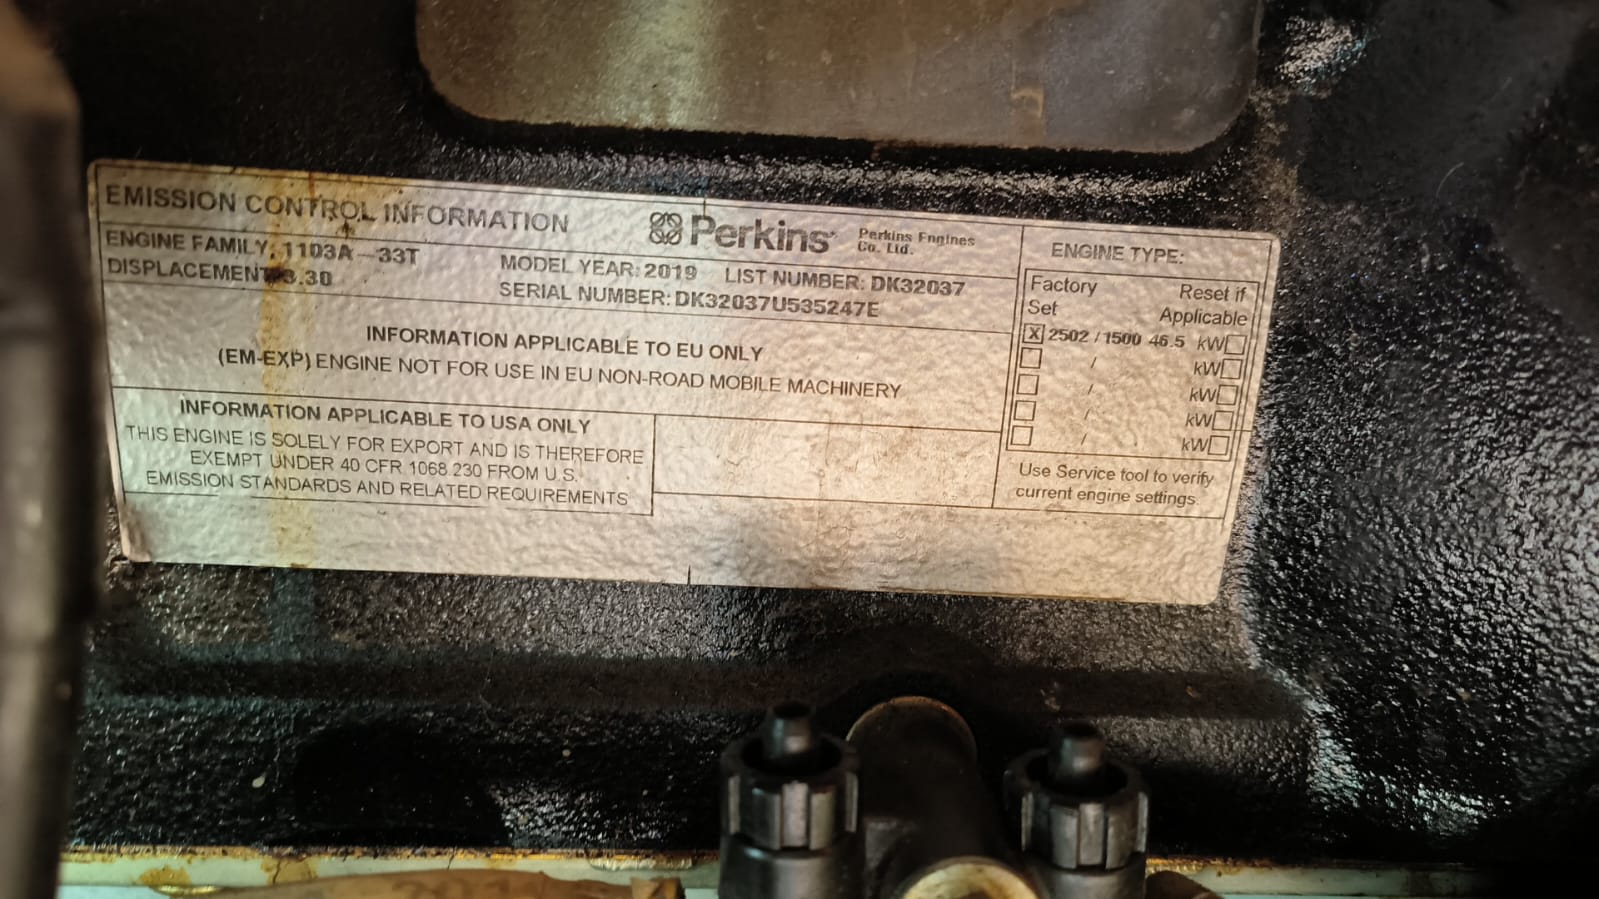 EMISSION CONTROL INFORMATION
Perkins
Perkins Engines
Co. Ltd.
ENGINE FAMILY: 1103A-33T
DISPLACEMENT: 3.30
MODEL YEAR: 2019 LIST NUMBER: DK32037
SERIAL NUMBER: DK32037U535247E
INFORMATION APPLICABLE TO EU ONLY
(EM-EXP) ENGINE NOT FOR USE IN EU NON-ROAD MOBILE MACHINERY
INFORMATION APPLICABLE TO USA ONLY
THIS ENGINE IS SOLELY FOR EXPORT AND IS THEREFORE
EXEMPT UNDER 40 CFR 1068.230 FROM U.S.
EMISSION STANDARDS AND RELATED REQUIREMENTS
ENGINE TYPE:
Factory Reset if
Set Applicable
X 2502 / 1500 46.5 kW
/ kW
/ kW
/ kW
/ kW
Use Service tool to verify
current engine settings